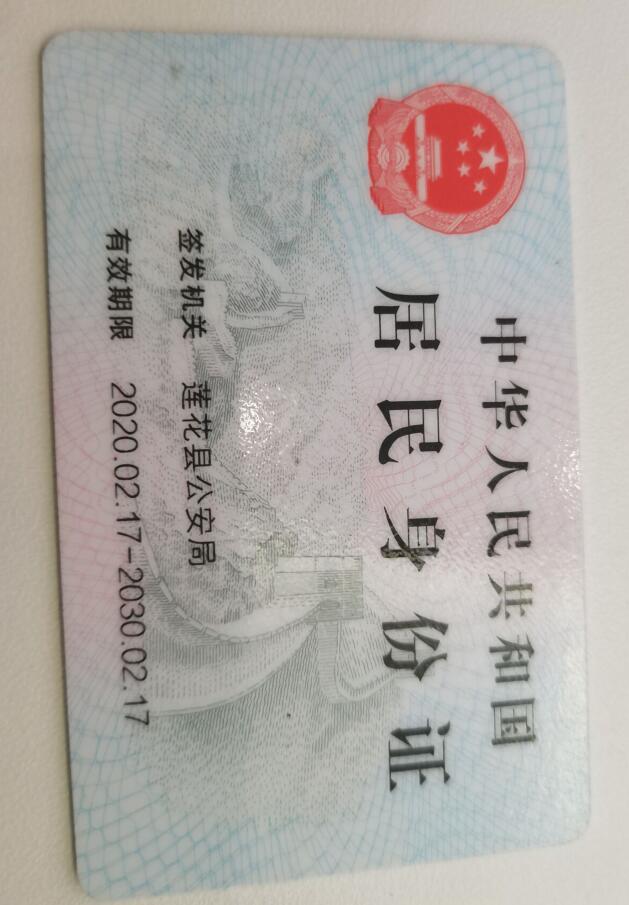 中华人民共和国
居民身份证
签发机关 莲花县公安局
有效期限 2020.02.17-2030.02.17